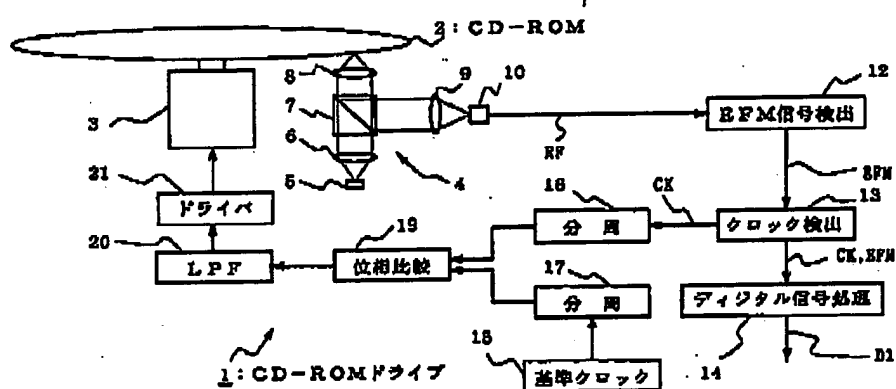 2:CD-ROM
8
9
10
12
7
3
EFM信号検出
6
RF
21
5
4
EFM
ドライバ
16
CK
13
20
19
分 周
クロック検出
LPF
位相比較
17
CK,EFM
分 周
ディジタル信号処理
15
14
D1
1:CD-ROMドライブ
基準クロック